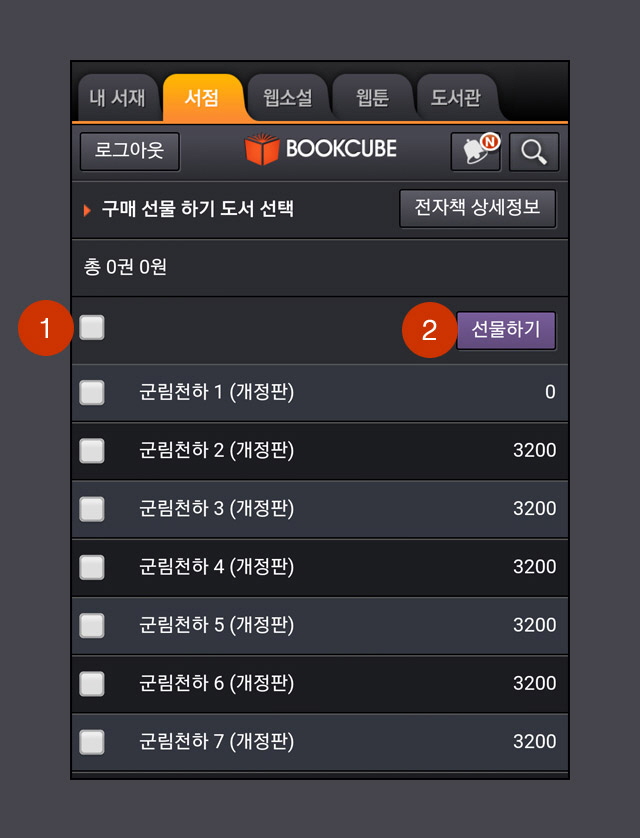 내 서재 서점 웹소설 웹툰 도서관
로그아웃 BOOKCUBE N
구매 선물 하기 도서 선택 전자책 상세정보
총 0권 0원
1 2 선물하기
군림천하 1 (개정판) 0
군림천하 2 (개정판) 3200
군림천하 3 (개정판) 3200
군림천하 4 (개정판) 3200
군림천하 5 (개정판) 3200
군림천하 6 (개정판) 3200
군림천하 7 (개정판) 3200